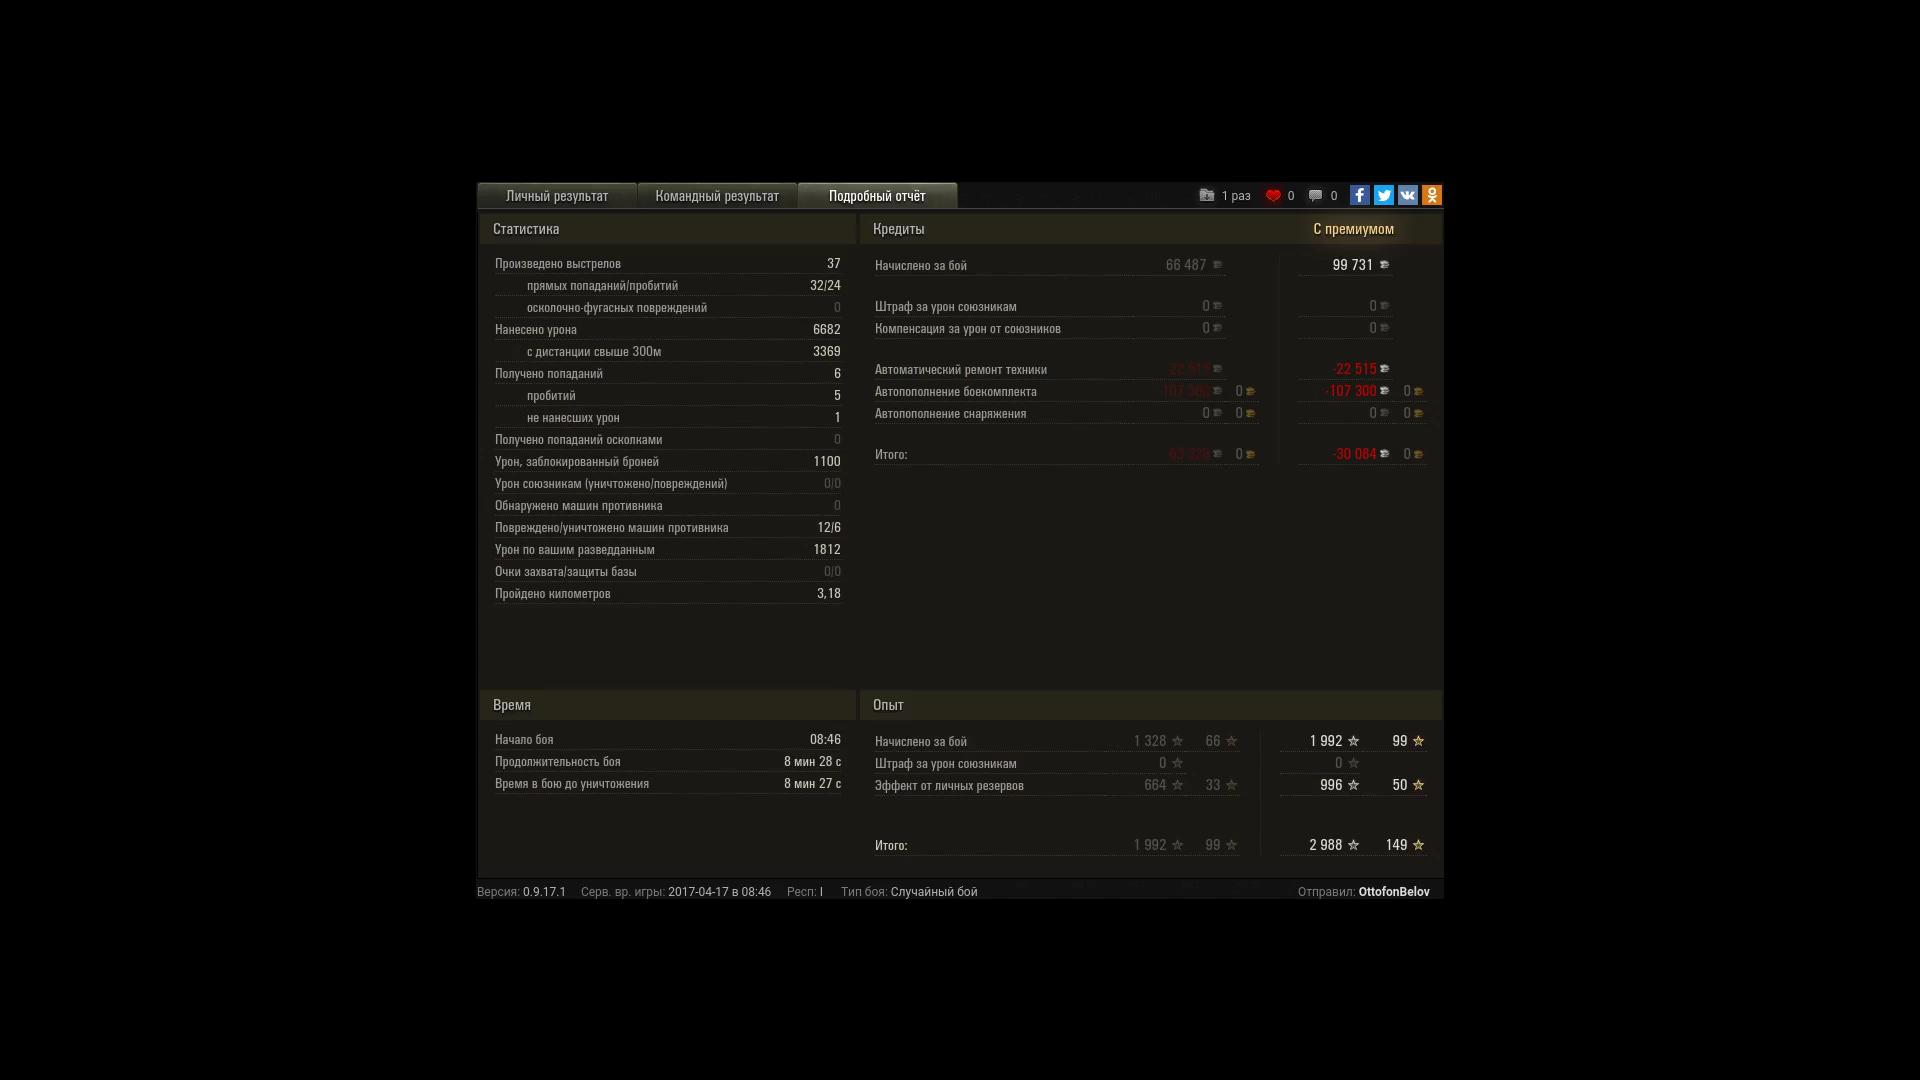 Личный результат Командный результат Подробный отчёт 1 раз 0 0
Статистика
Произведено выстрелов 37
прямых попаданий/пробитий 32/24
осколочно-фугасных повреждений 0
Нанесено урона 6682
с дистанции свыше 300м 3369
Получено попаданий 6
пробитий 5
не нанесших урон 1
Получено попаданий осколками 0
Урон, заблокированный броней 1100
Урон союзникам (уничтожено/повреждений) 0/0
Обнаружено машин противника 0
Повреждено/уничтожено машин противника 12/6
Урон по вашим разведданным 1812
Очки захвата/защиты базы 0/0
Пройдено километров 3,18
Кредиты С премиумом
Начислено за бой 66 487 99 731
Штраф за урон союзникам 0 0
Компенсация за урон от союзников 0 0
Автоматический ремонт техники -22 515 -22 515
Автопополнение боекомплекта -107 300 0 -107 300 0
Автопополнение снаряжения 0 0 0 0
Итого: 0 -30 084 0
Время
Начало боя 08:46
Продолжительность боя 8 мин 28 с
Время в бою до уничтожения 8 мин 27 с
Опыт
Начислено за бой 1 328 66 1 992 99
Штраф за урон союзникам 0 0
Эффект от личных резервов 664 33 996 50
Итого: 1 992 99 2 988 149
Версия: 0.9.17.1 Серв. вр. игры: 2017-04-17 в 08:46 Респ: I Тип боя: Случайный бой Отправил: OttofonBelov